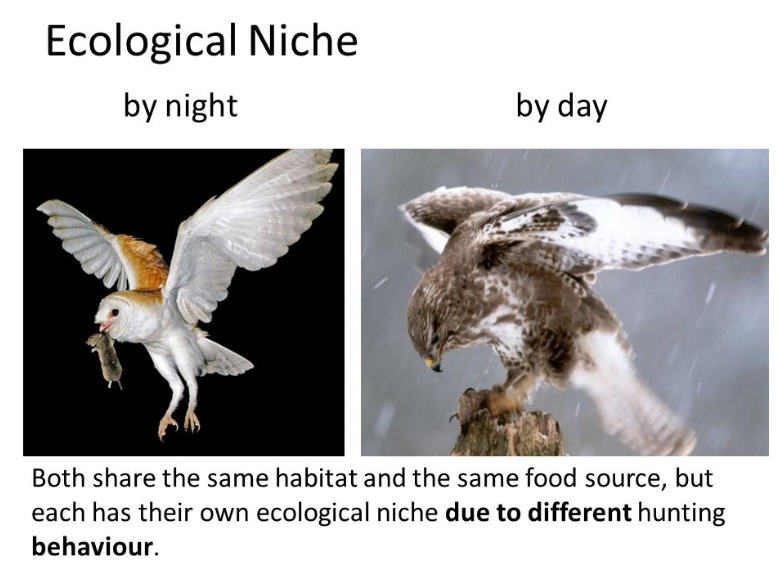 Ecological Niche
by night
by day
Both share the same habitat and the same food source, but
each has their own ecological niche due to different hunting
behaviour.